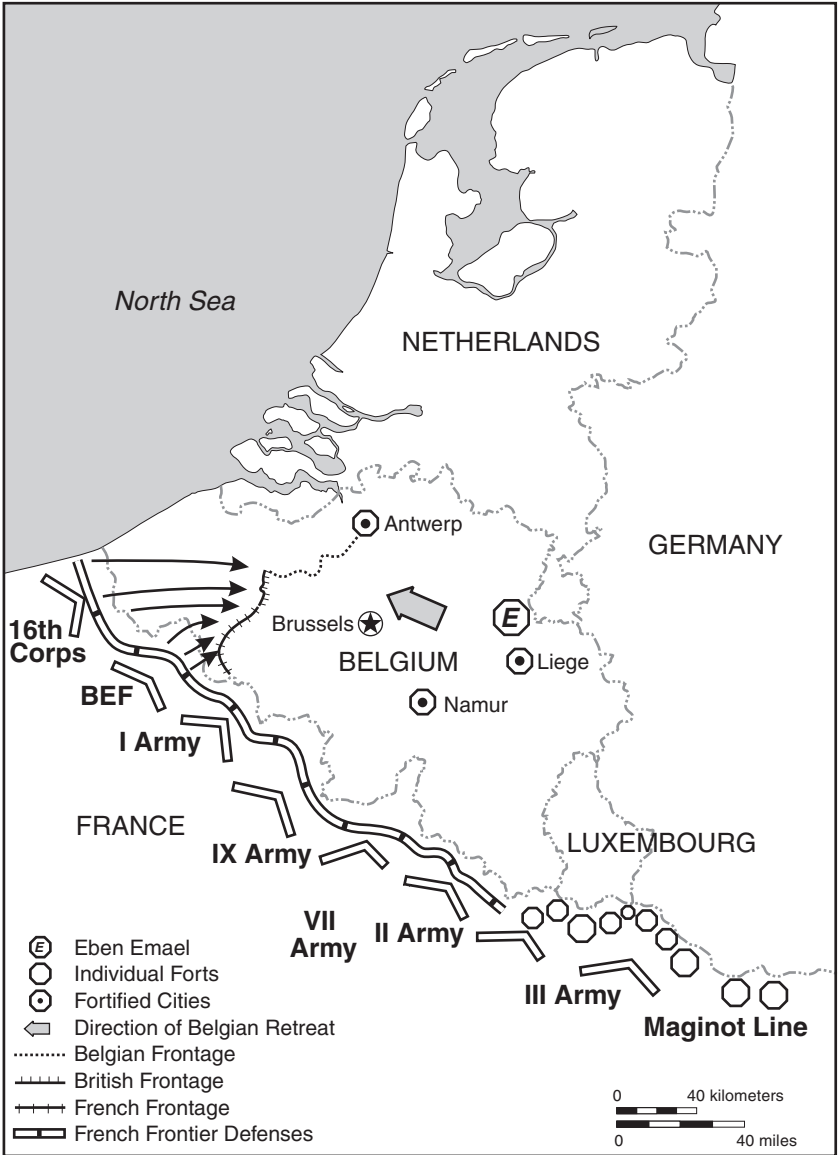 North Sea
NETHERLANDS
Antwerp
GERMANY
Brussels
E
BELGIUM
Liege
Namur
16th
Corps
BEF
I Army
FRANCE
IX Army
LUXEMBOURG
VII
Army
II Army
III Army
Maginot Line
E Eben Emael
Individual Forts
Fortified Cities
Direction of Belgian Retreat
Belgian Frontage
British Frontage
French Frontage
French Frontier Defenses
0 40 kilometers
0 40 miles